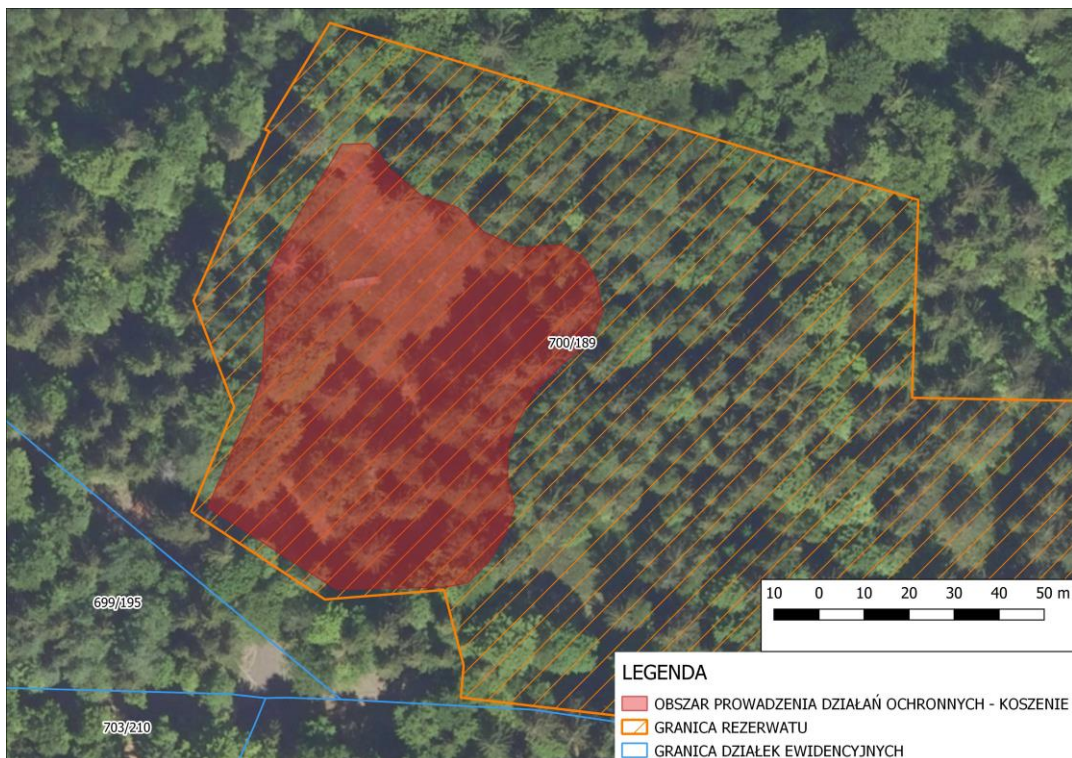 700/189
699/195
703/210
10 0 10 20 30 40 50 m
LEGENDA
OBSZAR PROWADZENIA DZIAŁAŃ OCHRONNYCH - KOSZENIE
GRANICA REZERWATU
GRANICA DZIAŁEK EWIDENCYJNYCH